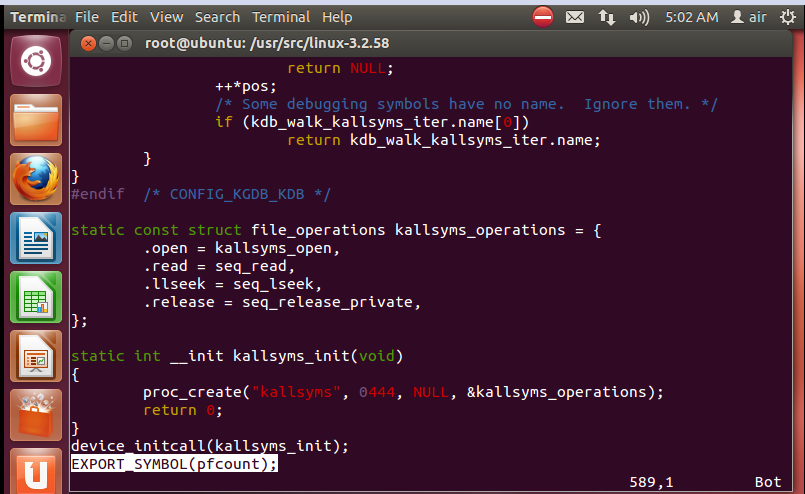 Termina File Edit View Search Terminal Help 5:02 AM air
root@ubuntu: /usr/src/linux-3.2.58
return NULL;
++*pos;
/* Some debugging symbols have no name.  Ignore them. */
if (kdb_walk_kallsyms_iter.name[0])
return kdb_walk_kallsyms_iter.name;
}
}
#endif  /* CONFIG_KGDB_KDB */
static const struct file_operations kallsyms_operations = {
.open = kallsyms_open,
.read = seq_read,
.llseek = seq_lseek,
.release = seq_release_private,
};
static int __init kallsyms_init(void)
{
proc_create("kallsyms", 0444, NULL, &kallsyms_operations);
return 0;
}
device_initcall(kallsyms_init);
EXPORT_SYMBOL(pfcount);
589,1 Bot